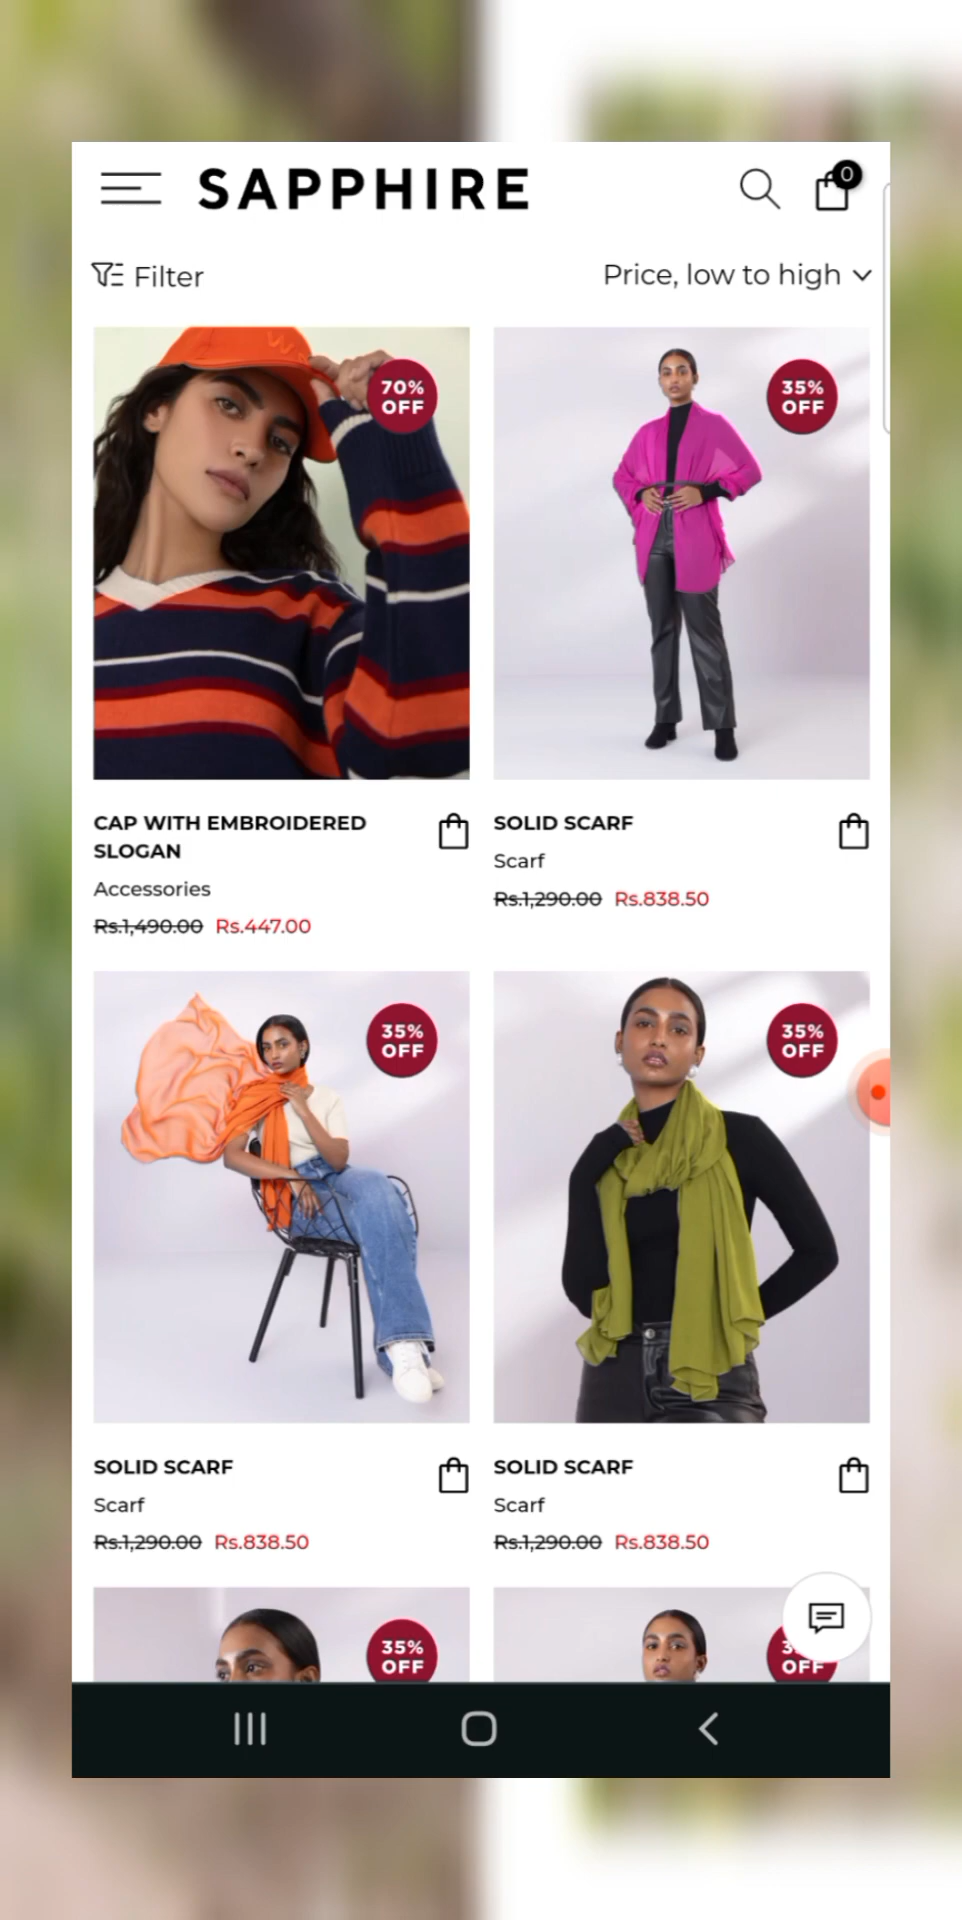 SAPPHIRE
0
Filter
Price, low to high
70%
OFF
35%
OFF
CAP WITH EMBROIDERED
SLOGAN
Accessories
Rs.1,490.00 Rs.447.00
SOLID SCARF
Scarf
Rs.1,290.00 Rs.838.50
35%
OFF
35%
OFF
SOLID SCARF
Scarf
Rs.1,290.00 Rs.838.50
SOLID SCARF
Scarf
Rs.1,290.00 Rs.838.50
35%
OFF
OFF